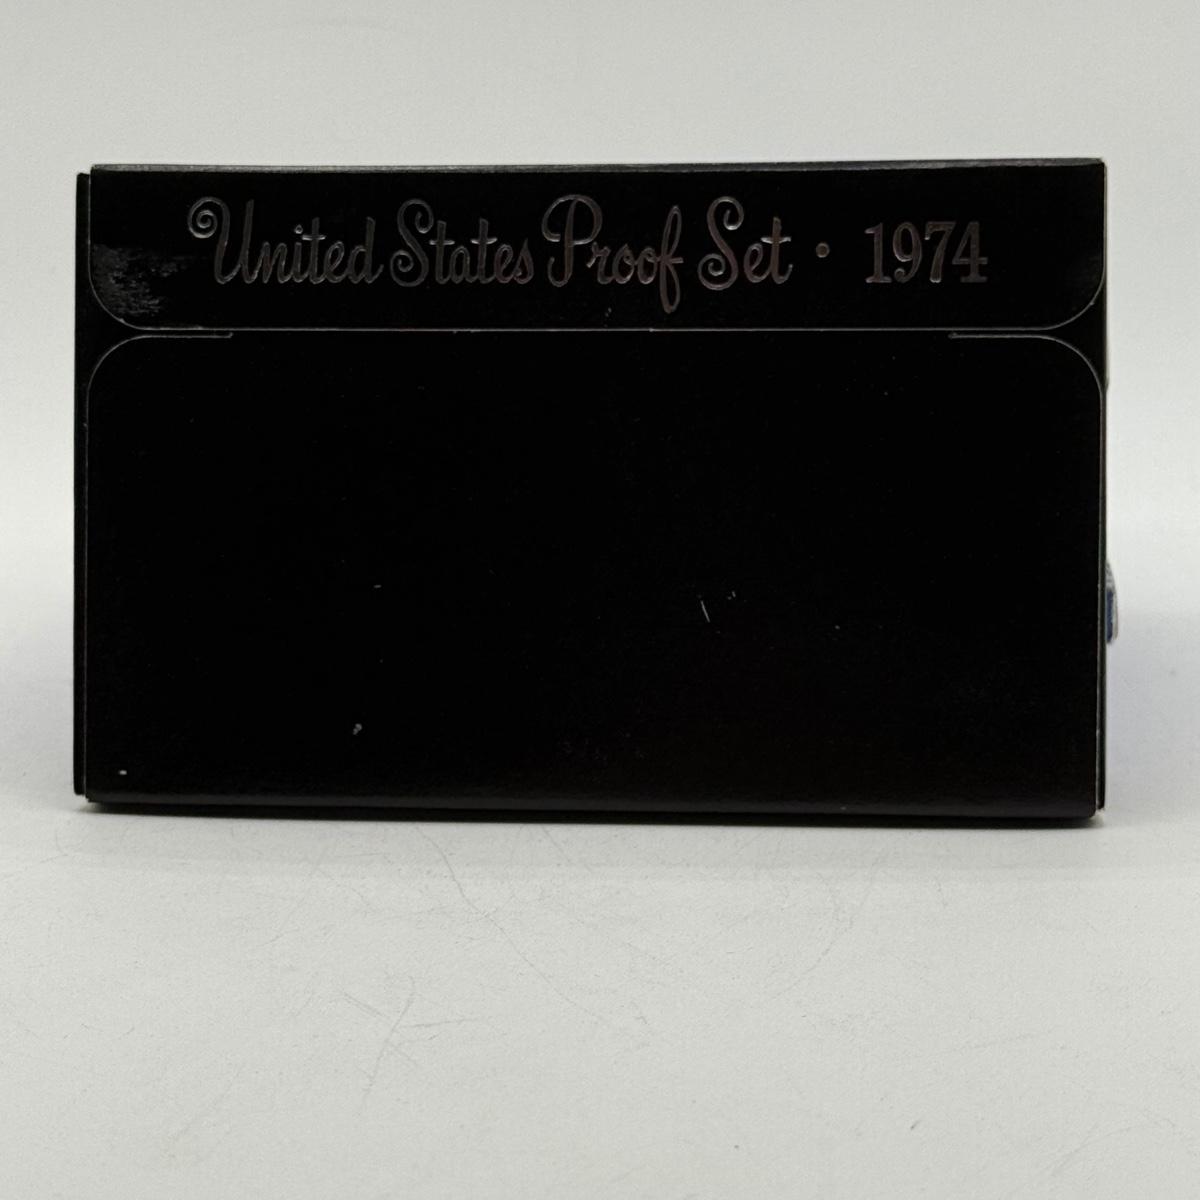 United States Proof Set • 1974